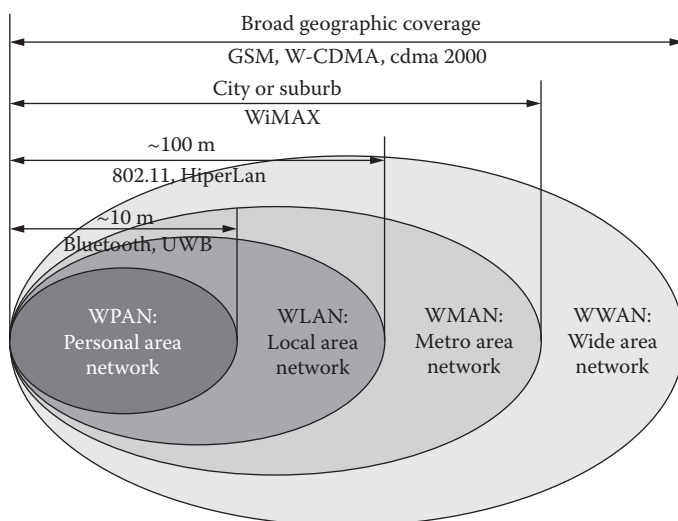 Broad geographic coverage
GSM, W-CDMA, cdma 2000
City or suburb
WiMAX
~100 m
802.11, HiperLan
~10 m
Bluetooth, UWB
WPAN:
Personal area
network
WLAN:
Local area
network
WMAN:
Metro area
network
WWAN:
Wide area
network